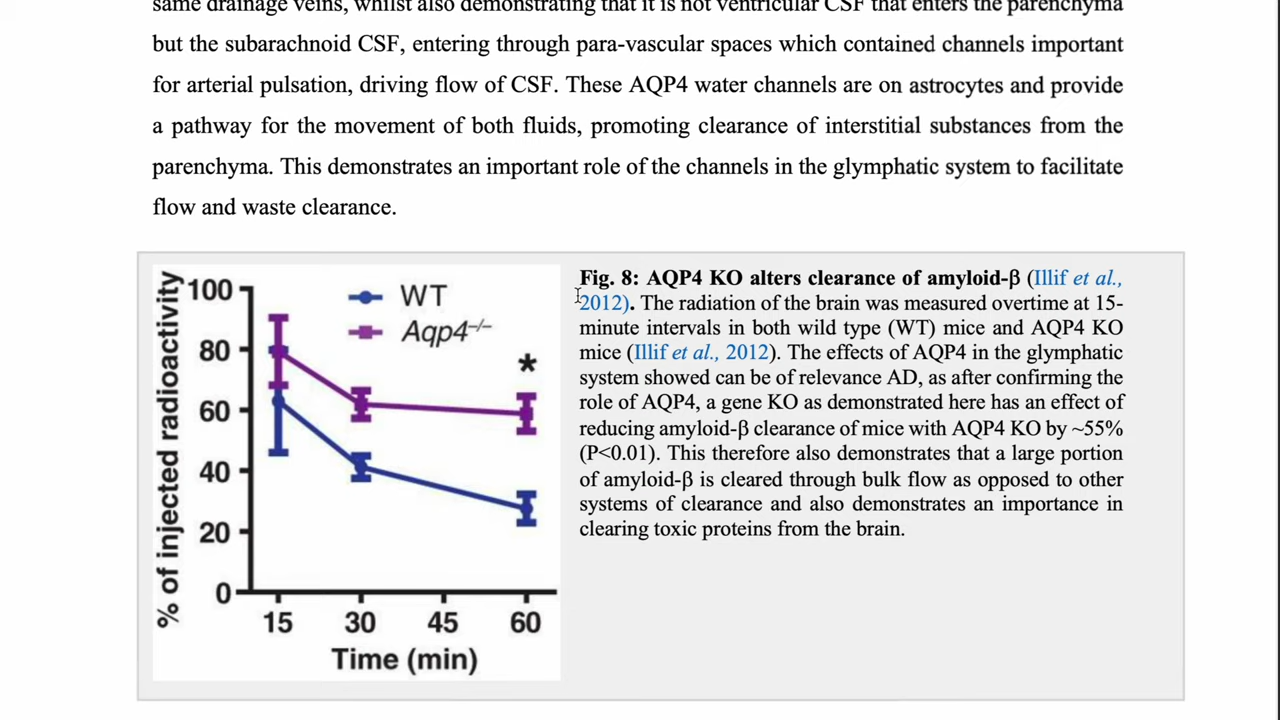 same drainage veins, whilst also demonstrating that it is not ventricular CSF that enters the parenchyma
but the subarachnoid CSF, entering through para-vascular spaces which contained channels important
for arterial pulsation, driving flow of CSF. These AQP4 water channels are on astrocytes and provide
a pathway for the movement of both fluids, promoting clearance of interstitial substances from the
parenchyma. This demonstrates an important role of the channels in the glymphatic system to facilitate
flow and waste clearance.
% of injected radioactivity
100
80
60
40
20
0
WT
Aqp4−/−
*
15 30 45 60
Time (min)
Fig. 8: AQP4 KO alters clearance of amyloid-β (Illif et al.,
2012). The radiation of the brain was measured overtime at 15-
minute intervals in both wild type (WT) mice and AQP4 KO
mice (Illif et al., 2012). The effects of AQP4 in the glymphatic
system showed can be of relevance AD, as after confirming the
role of AQP4, a gene KO as demonstrated here has an effect of
reducing amyloid-β clearance of mice with AQP4 KO by ~55%
(P<0.01). This therefore also demonstrates that a large portion
of amyloid-β is cleared through bulk flow as opposed to other
systems of clearance and also demonstrates an importance in
clearing toxic proteins from the brain.